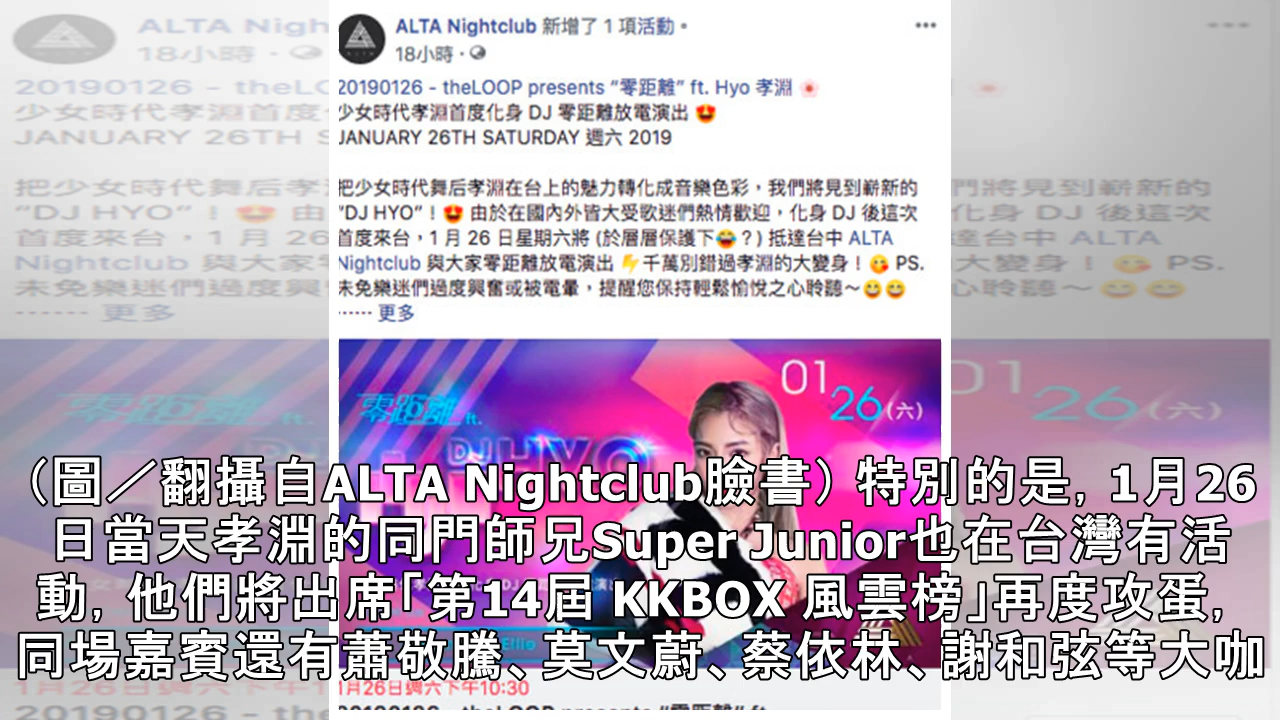 ALTA Nightclub 新增了 1 項活動。
18小時 ·
20190126 - theLOOP presents “零距離” ft. Hyo 孝淵 🌸
少女時代孝淵首度化身 DJ 零距離放電演出 😍
JANUARY 26TH SATURDAY 週六 2019
把少女時代舞后孝淵在台上的魅力轉化成音樂色彩，我們將見到嶄新的
“DJ HYO”！😍 由於在國內外皆大受歌迷們熱情歡迎，化身 DJ 後這次
首度來台，1 月 26 日星期六將 (於層層保護下😂？) 抵達台中 ALTA
Nightclub 與大家零距離放電演出 ⚡千萬別錯過孝淵的大變身！😘 PS.
未免樂迷們過度興奮或被電暈，提醒您保持輕鬆愉悅之心聆聽～😄😄
…… 更多
01
26(六)
零距離 ft.
DJ HYO
（圖／翻攝自ALTA Nightclub臉書）特別的是，1月26
日當天孝淵的同門師兄Super Junior也在台灣有活
動，他們將出席「第14屆 KKBOX 風雲榜」再度攻蛋，
同場嘉賓還有蕭敬騰、莫文蔚、蔡依林、謝和弦等大咖
1月26日週六下午10:30
20190126 - theLOOP presents “零距離” ft.